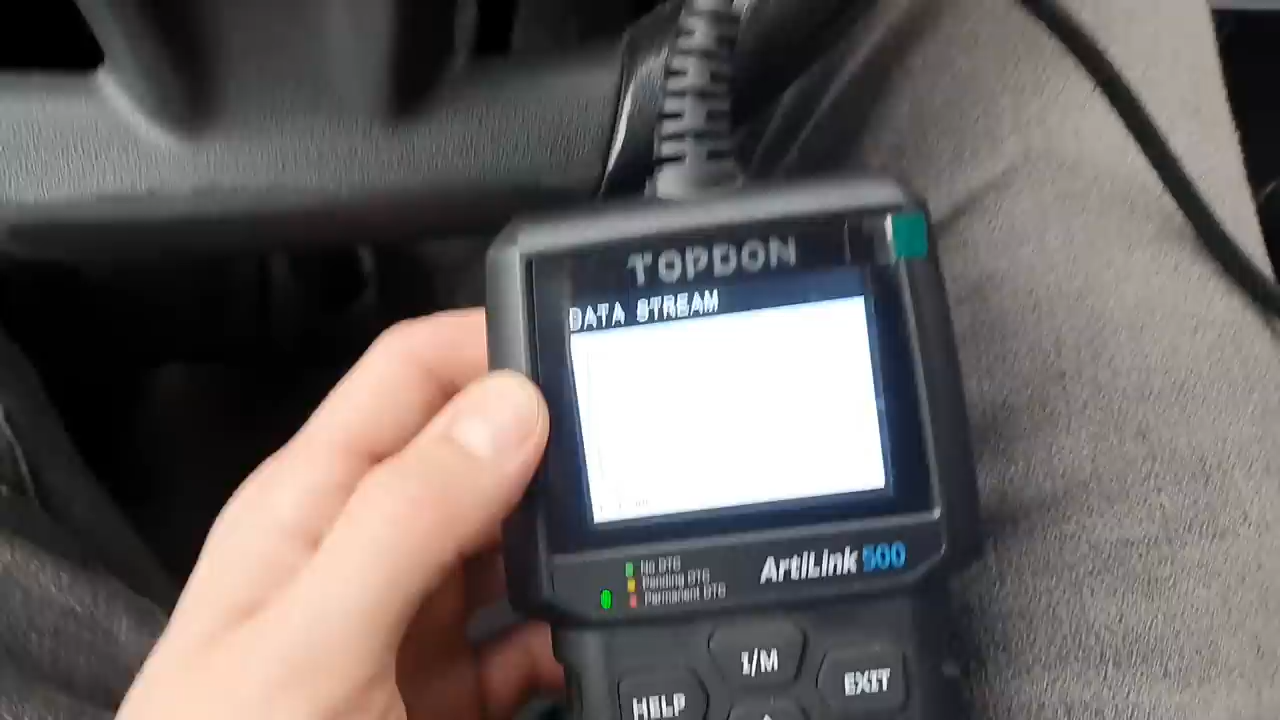 TOPDON
DATA STREAM
ArtiLink 500
No DTC
Pending DTC
Permanent DTC
I/M
EXIT
HELP